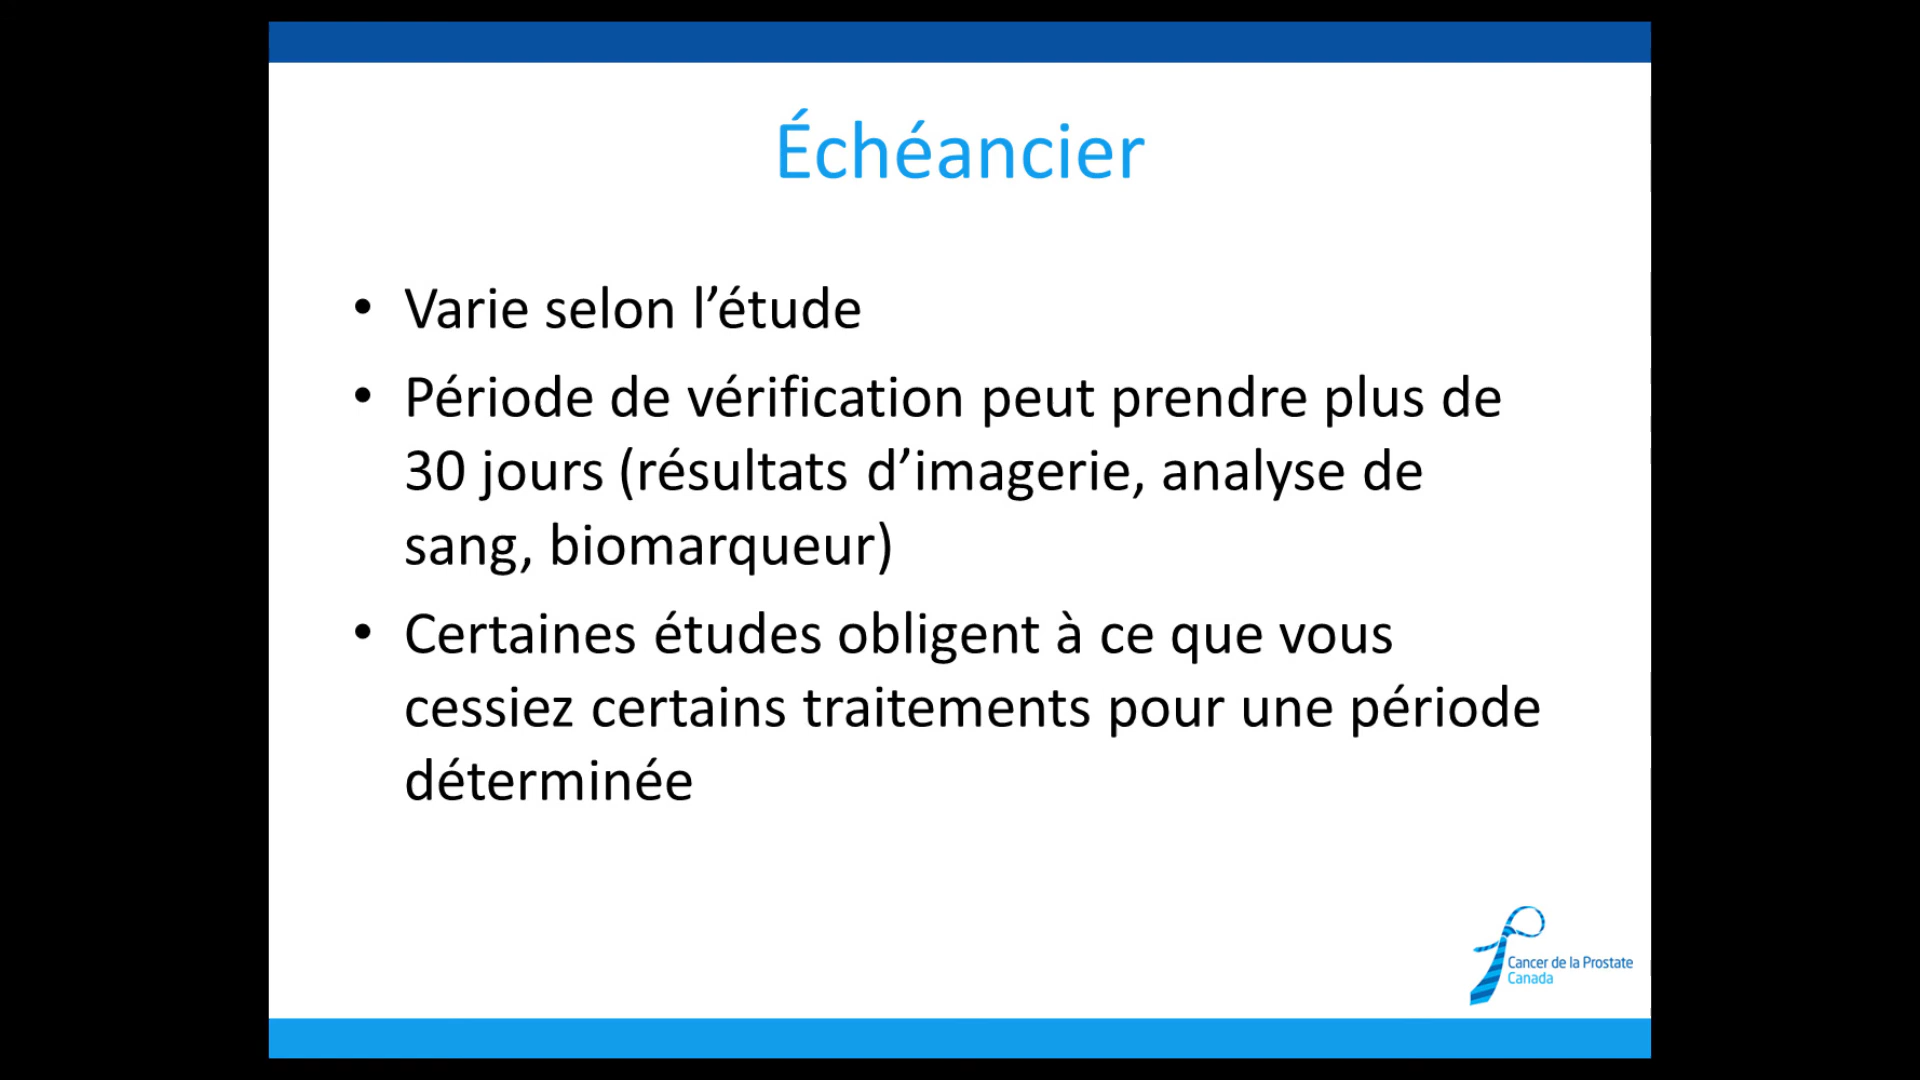 Échéancier
• Varie selon l’étude
• Période de vérification peut prendre plus de
30 jours (résultats d’imagerie, analyse de
sang, biomarqueur)
• Certaines études obligent à ce que vous
cessiez certains traitements pour une période
déterminée
Cancer de la Prostate
Canada